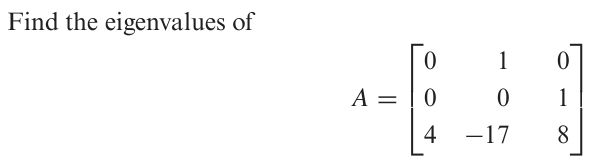 Find the eigenvalues of
A = [0 1 0
0 0 1
4 −17 8]